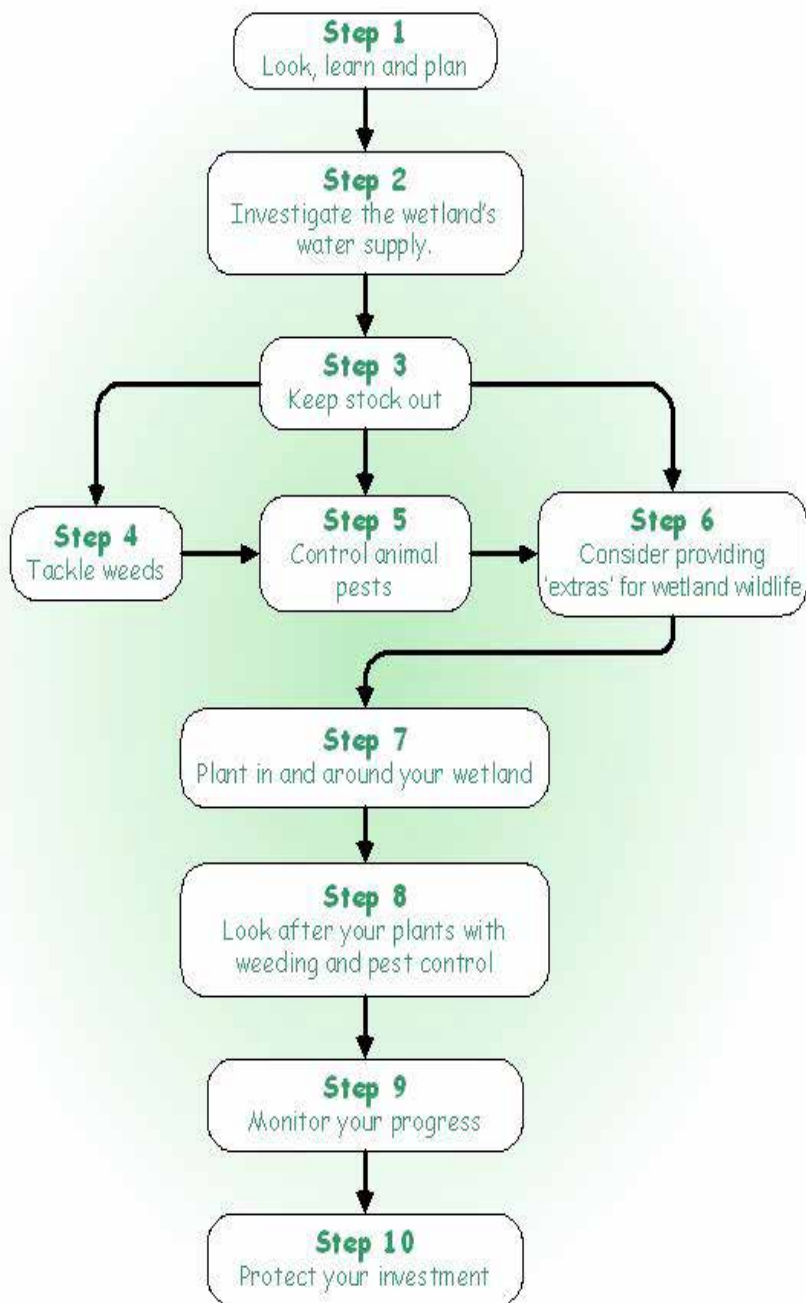 Step 1
Look, learn and plan
Step 2
Investigate the wetland's
water supply.
Step 3
Keep stock out
Step 4
Tackle weeds
Step 5
Control animal
pests
Step 6
Consider providing
'extras' for wetland wildlife
Step 7
Plant in and around your wetland
Step 8
Look after your plants with
weeding and pest control
Step 9
Monitor your progress
Step 10
Protect your investment